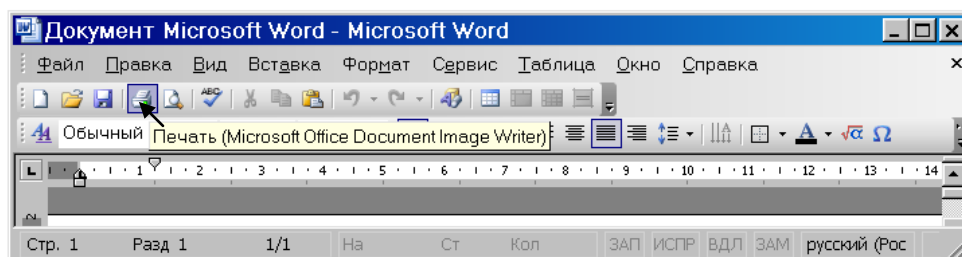 Документ Microsoft Word - Microsoft Word
Файл Правка Вид Вставка Формат Сервис Таблица Окно Справка
ABC
Обычный Печать (Microsoft Office Document Image Writer)
1 2 3 4 5 6 7 8 9 10 11 12 13 14
2
Стр. 1 Разд 1 1/1 На Ст Кол ЗАП ИСПР ВДЛ ЗАМ русский (Рос